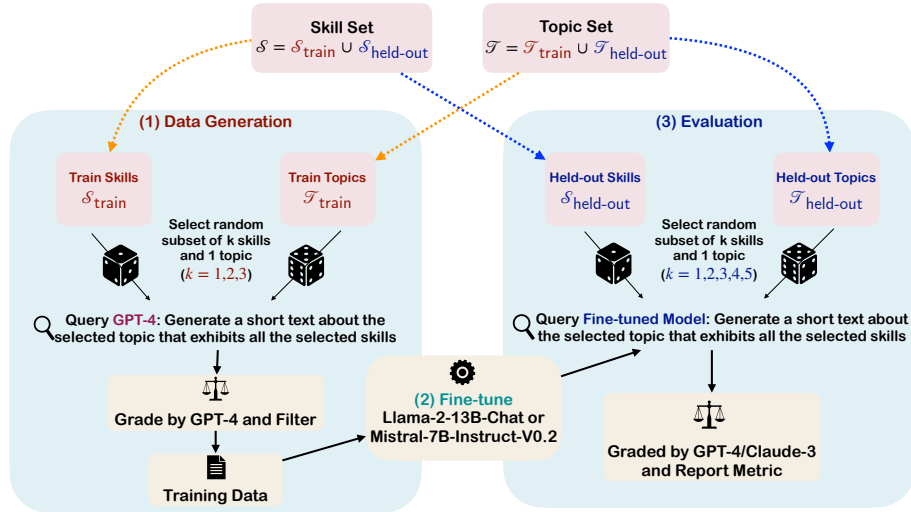 Skill Set
𝒮 = 𝒮train ∪ 𝒮held-out
Topic Set
𝒯 = 𝒯train ∪ 𝒯held-out
(1) Data Generation
Train Skills
𝒮train
Train Topics
𝒯train
Select random
subset of k skills
and 1 topic
(k = 1,2,3)
Query GPT-4: Generate a short text about the
selected topic that exhibits all the selected skills
Grade by GPT-4 and Filter
Training Data
(2) Fine-tune
Llama-2-13B-Chat or
Mistral-7B-Instruct-V0.2
(3) Evaluation
Held-out Skills
𝒮held-out
Held-out Topics
𝒯held-out
Select random
subset of k skills
and 1 topic
(k = 1,2,3,4,5)
Query Fine-tuned Model: Generate a short text about
the selected topic that exhibits all the selected skills
Graded by GPT-4/Claude-3
and Report Metric